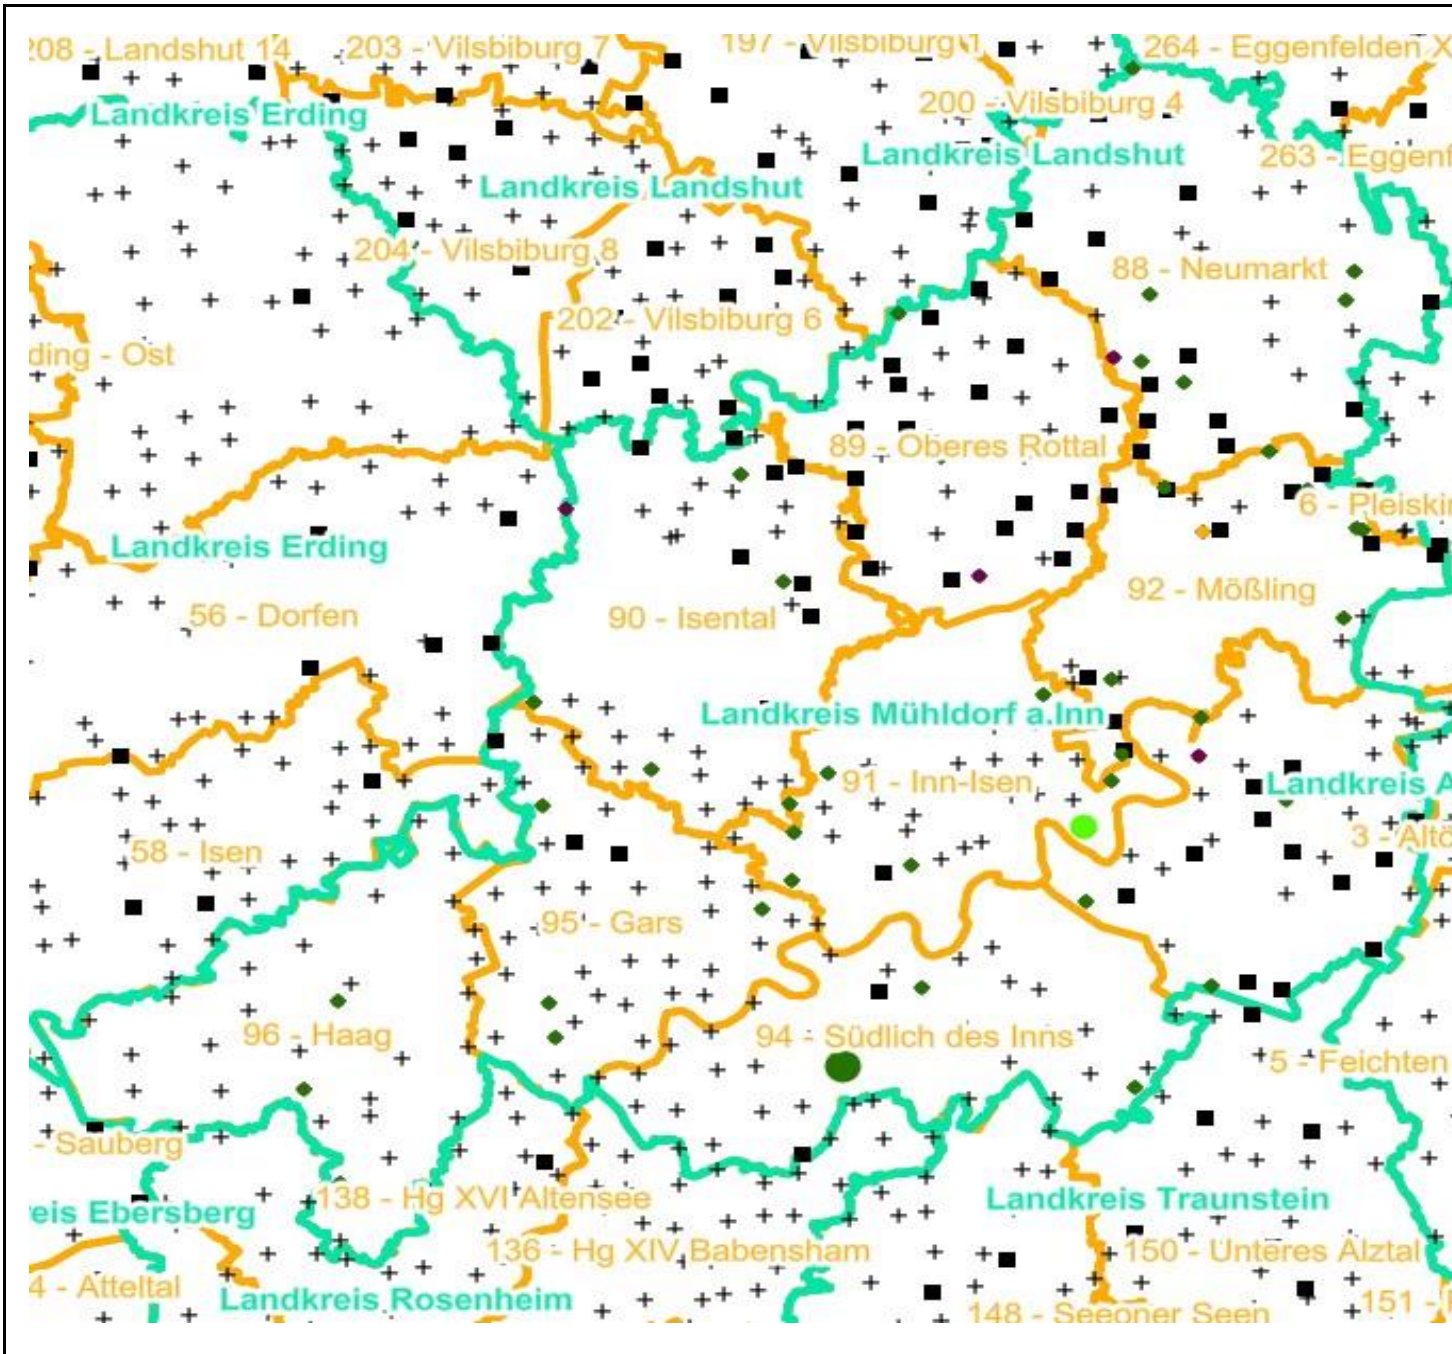 208 - Landshut 14
203 - Vilsbiburg 7
197 - Vilsbiburg 1
264 - Eggenfelden X
200 - Vilsbiburg 4
Landkreis Erding
Landkreis Landshut
263 - Eggenf
Landkreis Landshut
204 - Vilsbiburg 8
88 - Neumarkt
202 - Vilsbiburg 6
ding - Ost
89 - Oberes Rottal
6 - Pleiskir
Landkreis Erding
92 - Mößling
56 - Dorfen
90 - Isental
Landkreis Mühldorf a.Inn
91 - Inn-Isen
Landkreis A
3 - Altö
58 - Isen
95 - Gars
96 - Haag
94 - Südlich des Inns
5 - Feichten
- Sauberg
138 - Hg XVI Altensee
Landkreis Traunstein
eis Ebersberg
136 - Hg XIV Babensham
150 - Unteres Alztal
4 - Atteltal
Landkreis Rosenheim
151 -
148 - Seeoner Seen